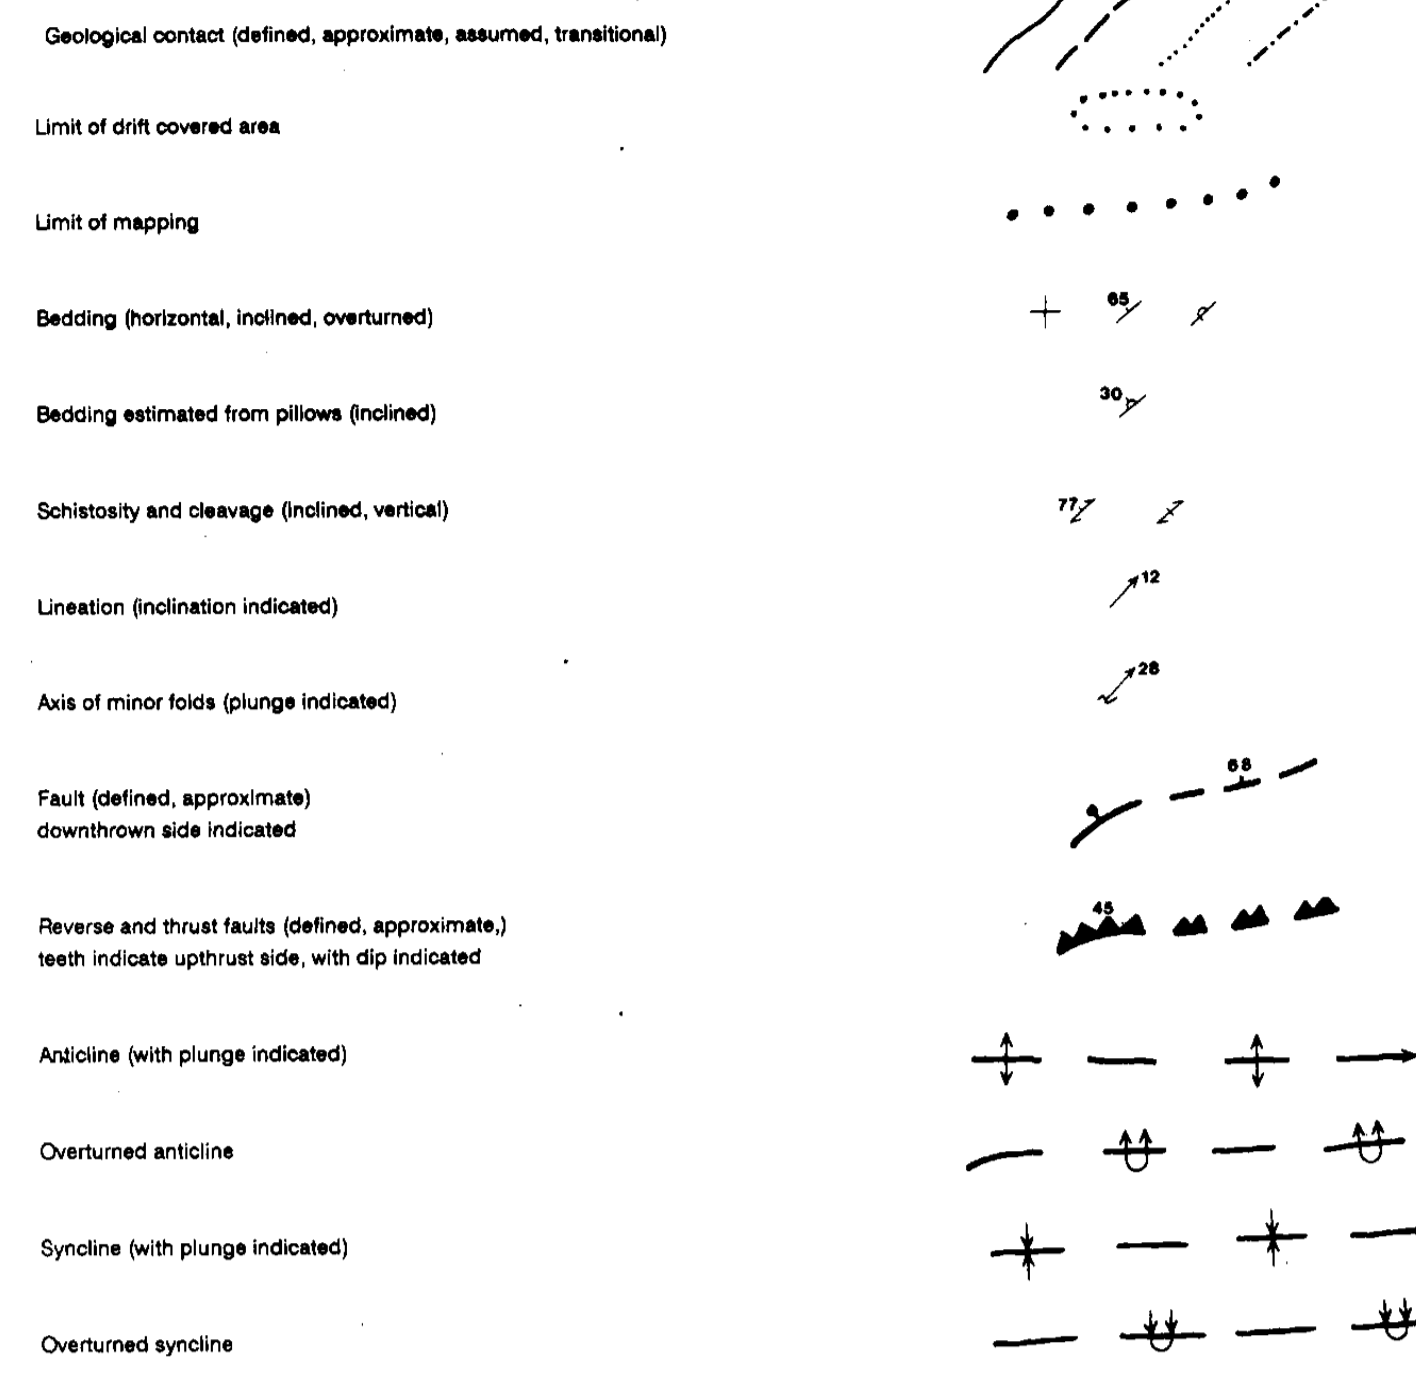 Geological contact (defined, approximate, assumed, transitional)
Limit of drift covered area
Limit of mapping
Bedding (horizontal, inclined, overturned)
65
Bedding estimated from pillows (inclined)
30
Schistosity and cleavage (inclined, vertical)
77
Lineation (inclination indicated)
12
Axis of minor folds (plunge indicated)
28
Fault (defined, approximate)
downthrown side indicated
68
Reverse and thrust faults (defined, approximate,)
teeth indicate upthrust side, with dip indicated
45
Anticline (with plunge indicated)
Overturned anticline
Syncline (with plunge indicated)
Overturned syncline